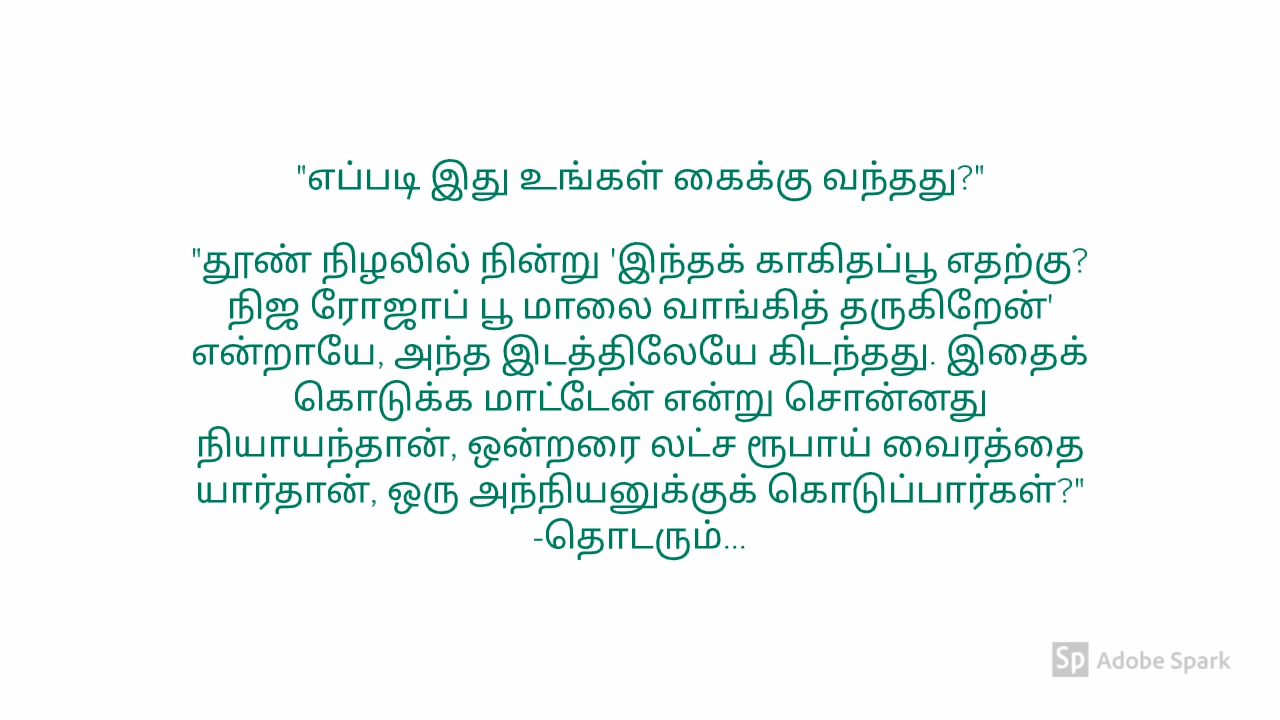 "எப்படி இது உங்கள் கைக்கு வந்தது?"
"தூண் நிழலில் நின்று 'இந்தக் காகிதப்பூ எதற்கு?
நிஜ ரோஜாப் பூ மாலை வாங்கித் தருகிறேன்'
என்றாயே, அந்த இடத்திலேயே கிடந்தது. இதைக்
கொடுக்க மாட்டேன் என்று சொன்னது
நியாயந்தான், ஒன்றரை லட்ச ரூபாய் வைரத்தை
யார்தான், ஒரு அந்நியனுக்குக் கொடுப்பார்கள்?"
-தொடரும்...
Sp Adobe Spark